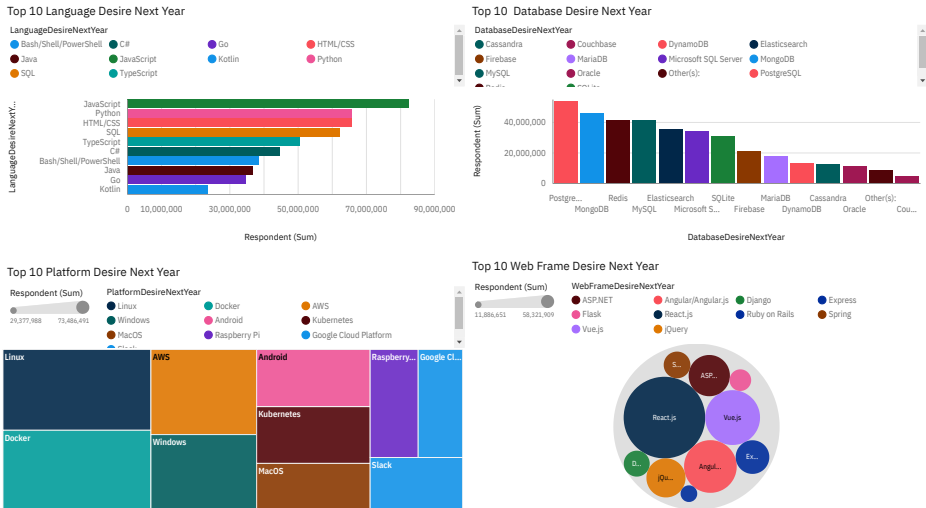 Top 10 Language Desire Next Year
LanguageDesireNextYear
Bash/Shell/PowerShell C# Go HTML/CSS
Java JavaScript Kotlin Python
SQL TypeScript
LanguageDesireNextY...
JavaScript
Python
HTML/CSS
SQL
TypeScript
C#
Bash/Shell/PowerShell
Java
Go
Kotlin
0 10,000,000 30,000,000 50,000,000 70,000,000 90,000,000
Respondent (Sum)
Top 10 Database Desire Next Year
DatabaseDesireNextYear
Cassandra Couchbase DynamoDB Elasticsearch
Firebase MariaDB Microsoft SQL Server MongoDB
MySQL Oracle Other(s): PostgreSQL
Redis SQLite
Respondent (Sum)
40,000,000
20,000,000
0
Postgre... Redis Elasticsearch SQLite MariaDB Cassandra Other(s):
MongoDB MySQL Microsoft S... Firebase DynamoDB Oracle Cou...
DatabaseDesireNextYear
Top 10 Platform Desire Next Year
Respondent (Sum)
29,377,988 73,486,491
PlatformDesireNextYear
Linux Docker AWS
Windows Android Kubernetes
MacOS Raspberry Pi Google Cloud Platform
Slack
Linux AWS Android Raspberry... Google Cl...
Kubernetes
Docker Windows
Slack
MacOS
Top 10 Web Frame Desire Next Year
Respondent (Sum)
11,886,651 58,321,909
WebFrameDesireNextYear
ASP.NET Angular/Angular.js Django Express
Flask React.js Ruby on Rails Spring
Vue.js jQuery
S...
ASP...
React.js
Vue.js
D...
jQu...
Angul...
Ex...